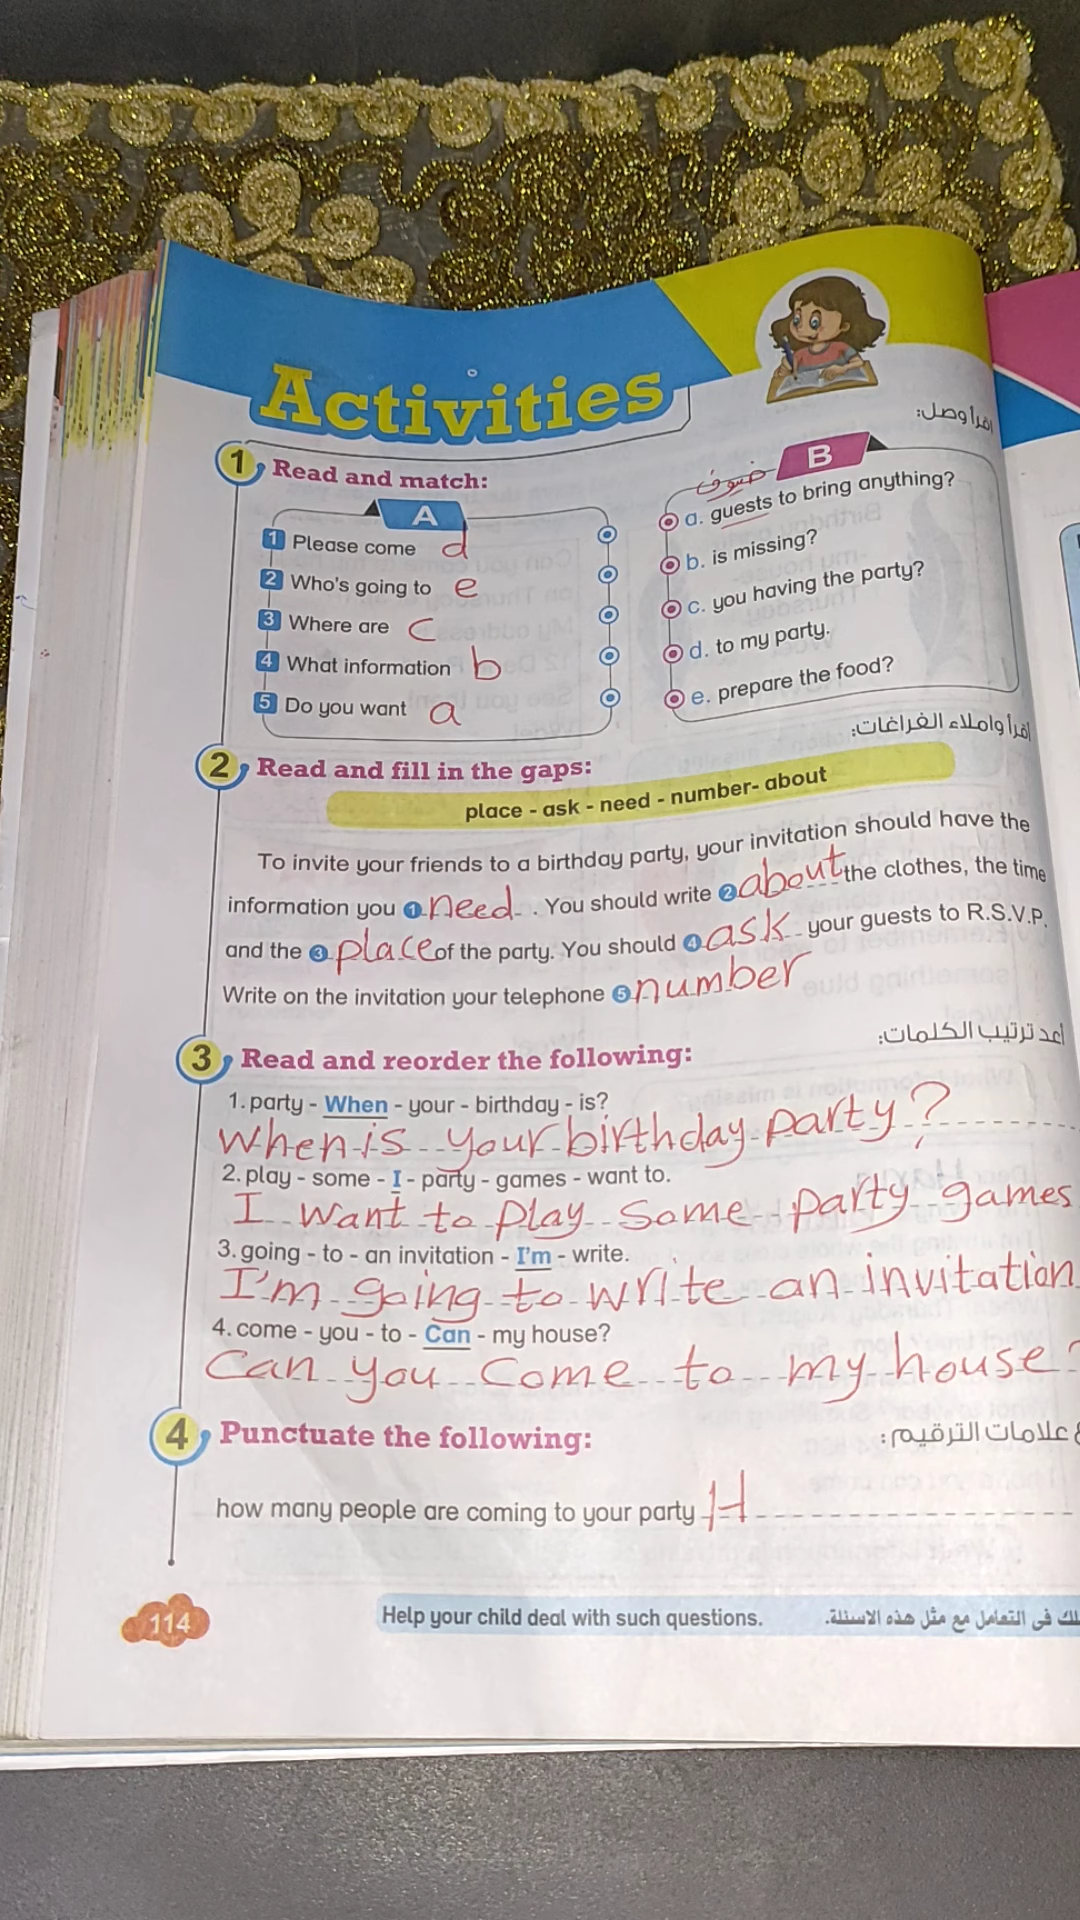 Activities
اقرأ وصل:
1 Read and match:
A
1 Please come d
2 Who's going to e
3 Where are c
4 What information b
5 Do you want a
B
ضيوف
a. guests to bring anything?
b. is missing?
c. you having the party?
d. to my party.
e. prepare the food?
اقرأ واملاء الفراغات:
2 Read and fill in the gaps:
place - ask - need - number- about
To invite your friends to a birthday party, your invitation should have the
information you 1 need . You should write 2 about the clothes, the time
and the 3 place of the party. You should 4 ask your guests to R.S.V.P.
Write on the invitation your telephone 5 number
أعد ترتيب الكلمات:
3 Read and reorder the following:
1. party - When - your - birthday - is?
When is your birthday party?
2. play - some - I - party - games - want to.
I want to play some party games
3. going - to - an invitation - I'm - write.
I'm going to write an invitation
4. come - you - to - Can - my house?
Can you come to my house?
علامات الترقيم:
4 Punctuate the following:
how many people are coming to your party H
114
Help your child deal with such questions.
فى التعامل مع مثل هذه الاسئلة.